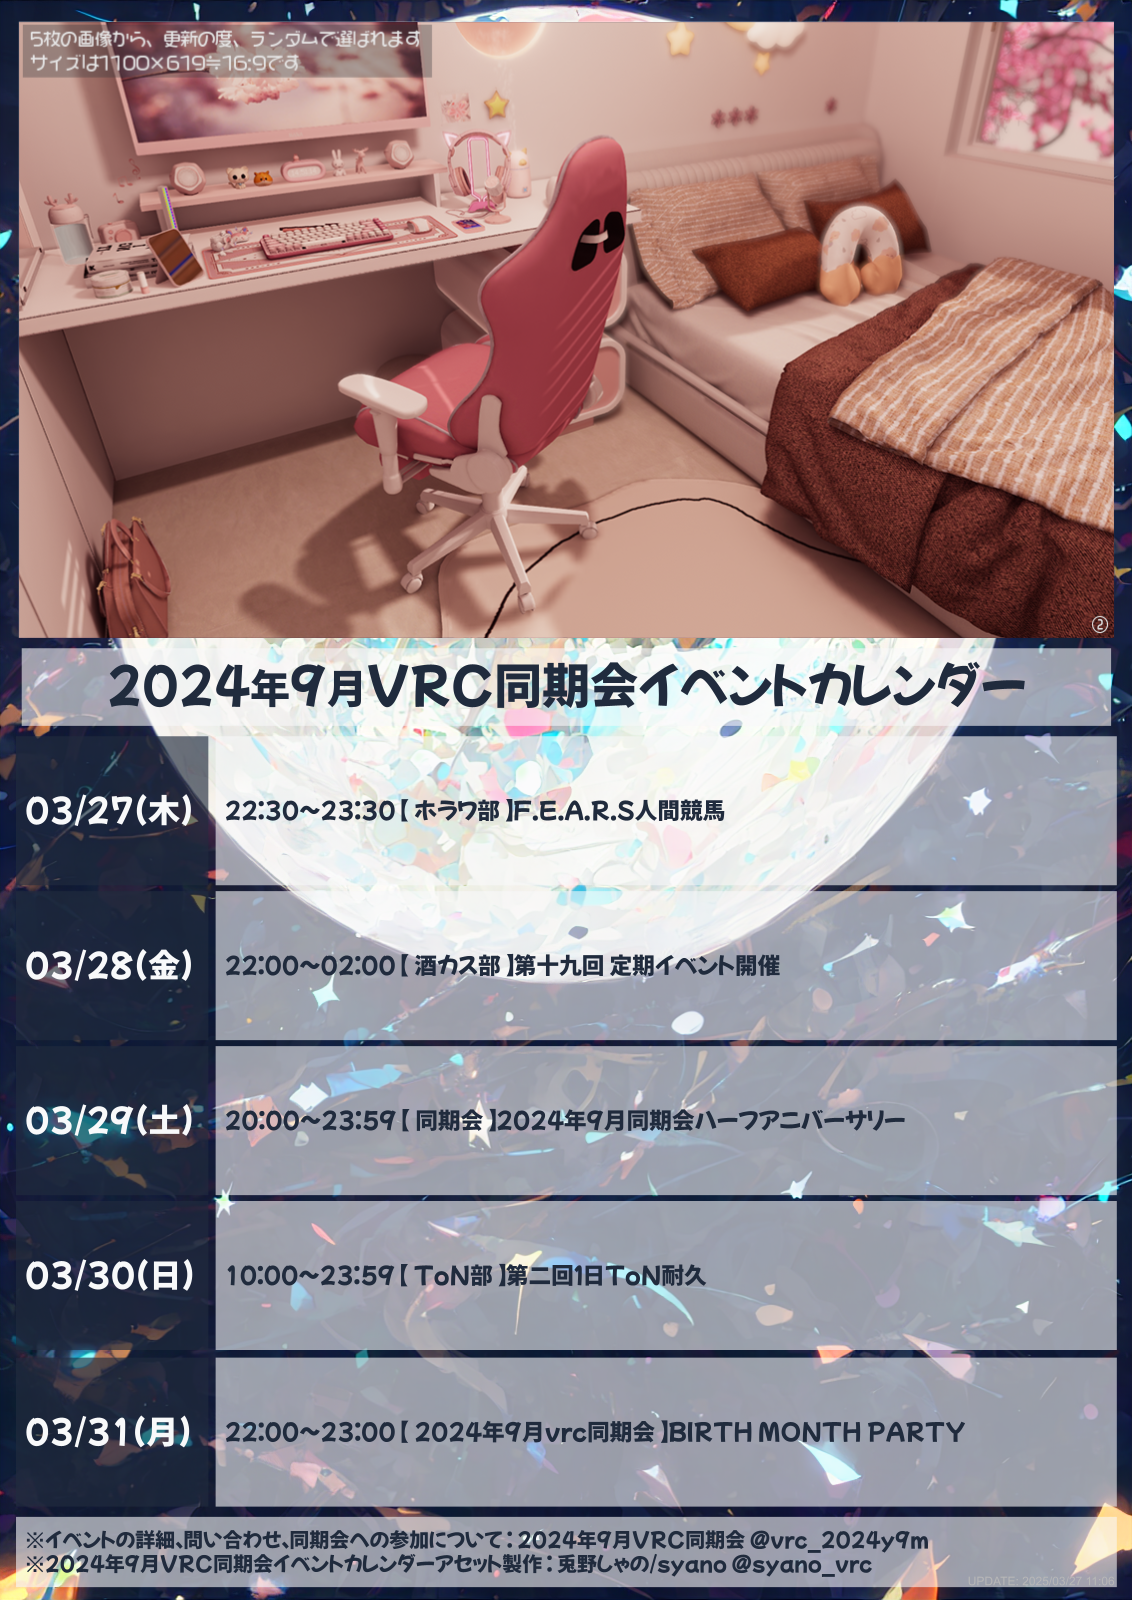 5枚の画像から、更新の度、ランダムで選ばれます
サイズは1100×619≒16:9です
②
2024年9月VRC同期会イベントカレンダー
03/27(木)
22:30～23:30【 ホラワ部 】F.E.A.R.S人間競馬
03/28(金)
22:00～02:00【 酒カス部 】第十九回 定期イベント開催
03/29(土)
20:00～23:59【 同期会 】2024年9月同期会ハーフアニバーサリー
03/30(日)
10:00～23:59【 ToN部 】第二回1日ToN耐久
03/31(月)
22:00～23:00【 2024年9月vrc同期会 】BIRTH MONTH PARTY
※イベントの詳細、問い合わせ、同期会への参加について：2024年9月VRC同期会 @vrc_2024y9m
※2024年9月VRC同期会イベントカレンダーアセット製作：兎野しゃの/syano @syano_vrc
UPDATE: 2025/03/27 11:06